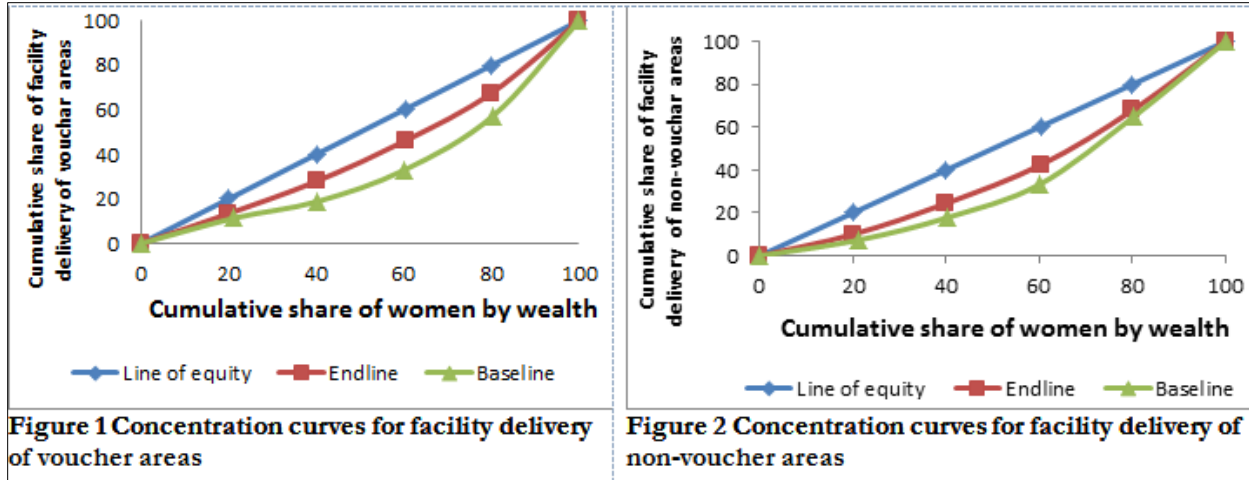 Cumulative share of facility
delivery of vouchar areas
100
80
60
40
20
0
0 20 40 60 80 100
Cumulative share of women by wealth
Line of equity Endline Baseline
Figure 1 Concentration curves for facility delivery
of voucher areas
Cumulative share of facility
delivery of non-vouchar areas
100
80
60
40
20
0
0 20 40 60 80 100
Cumulative share of women by wealth
Line of equity Endline Baseline
Figure 2 Concentration curves for facility delivery of
non-voucher areas